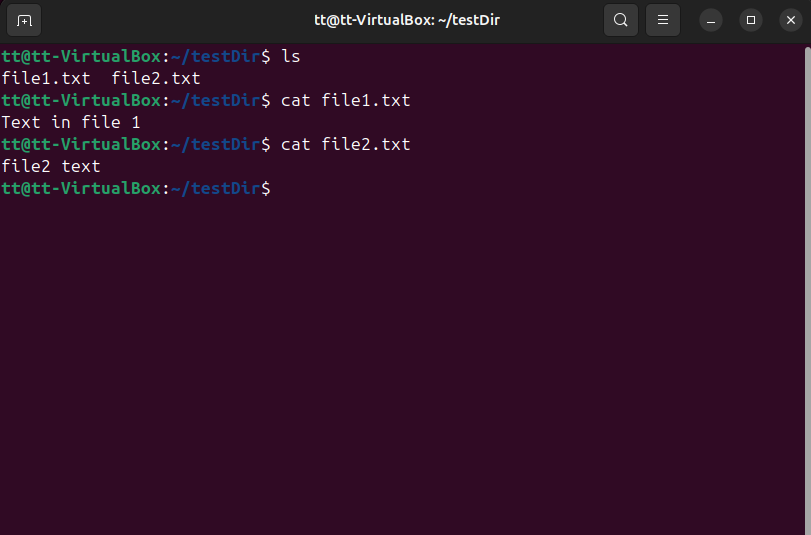 tt@tt-VirtualBox: ~/testDir
tt@tt-VirtualBox:~/testDir$ ls
file1.txt  file2.txt
tt@tt-VirtualBox:~/testDir$ cat file1.txt
Text in file 1
tt@tt-VirtualBox:~/testDir$ cat file2.txt
file2 text
tt@tt-VirtualBox:~/testDir$